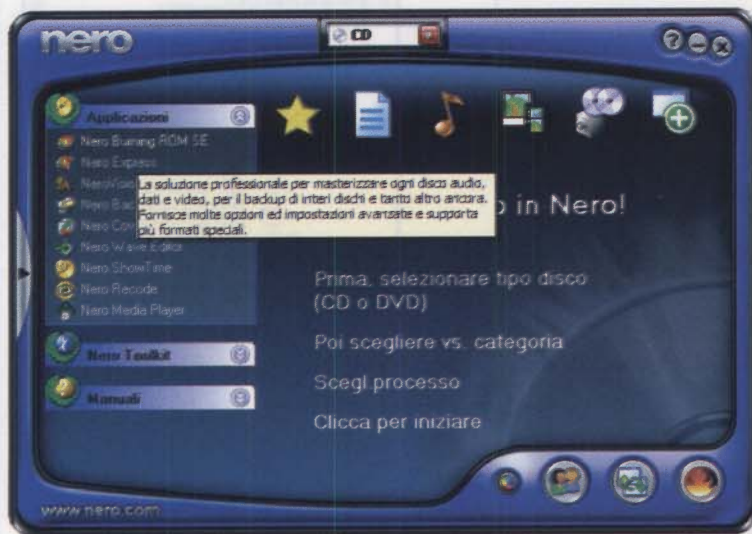 nero
CD
Applicazioni
Nero Burning ROM SE
Nero Express
La soluzione professionale per masterizzare ogni disco audio,
dati e video, per il backup di interi dischi e tanto altro ancora.
Fornisce molte opzioni ed impostazioni avanzate e supporta
più formati speciali.
in Nero!
Nero Wave Editor
Nero ShowTime
Nero Recode
Nero Media Player
Nero Toolkit
Manuali
Prima, selezionare tipo disco
(CD o DVD)
Poi scegliere vs. categoria
Scegl.processo
Clicca per iniziare
www.nero.com